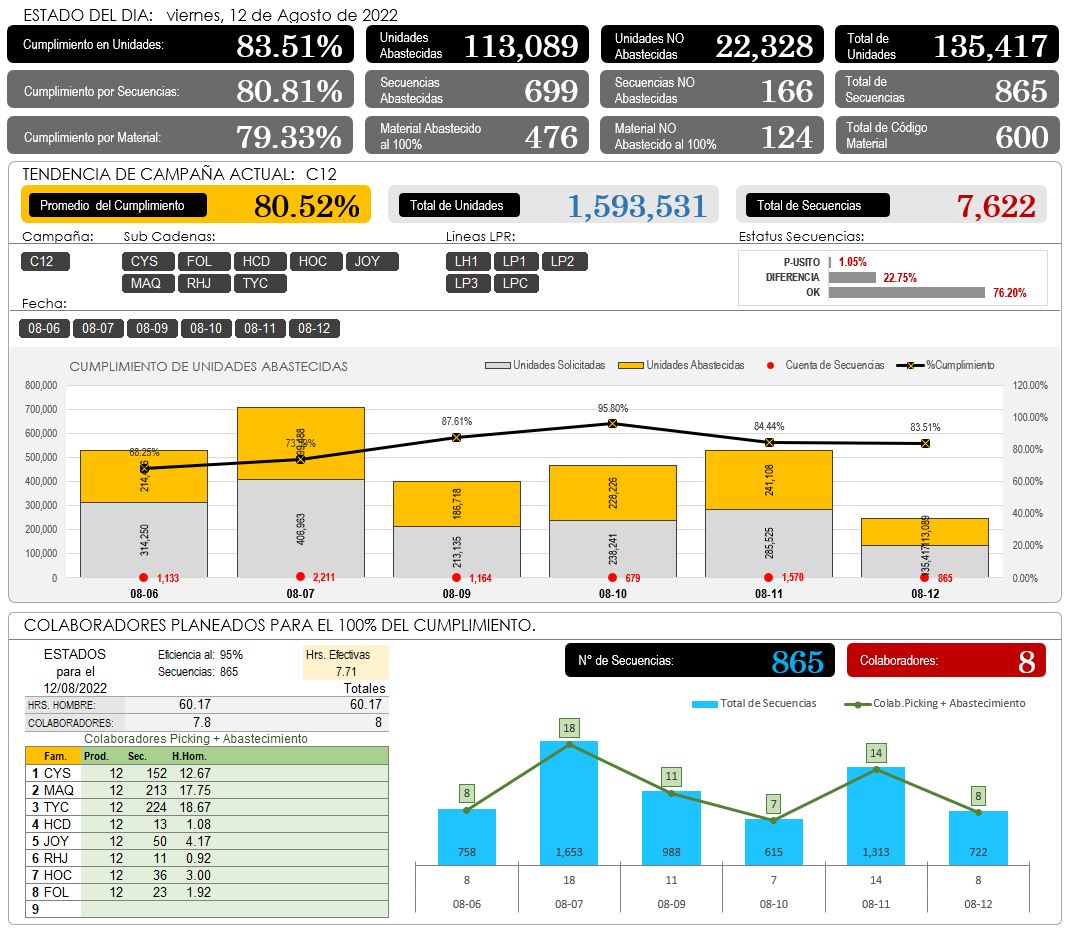 ESTADO DEL DIA: viernes, 12 de Agosto de 2022
Cumplimiento en Unidades: 83.51%
Unidades Abastecidas 113,089
Unidades NO Abastecidas 22,328
Total de Unidades 135,417
Cumplimiento por Secuencias: 80.81%
Secuencias Abastecidas 699
Secuencias NO Abastecidas 166
Total de Secuencias 865
Cumplimiento por Material: 79.33%
Material Abastecido al 100% 476
Material NO Abastecido al 100% 124
Total de Código Material 600
TENDENCIA DE CAMPAÑA ACTUAL: C12
Promedio del Cumplimiento 80.52%
Total de Unidades 1,593,531
Total de Secuencias 7,622
Campaña: Sub Cadenas: Lineas LPR: Estatus Secuencias:
C12 CYS FOL HCD HOC JOY LH1 LP1 LP2
MAQ RHJ TYC LP3 LPC
P-USITO 1.05%
DIFERENCIA 22.75%
OK 76.20%
Fecha:
08-06 08-07 08-09 08-10 08-11 08-12
CUMPLIMIENTO DE UNIDADES ABASTECIDAS
Unidades Solicitadas Unidades Abastecidas Cuenta de Secuencias %Cumplimiento
800,000 120.00%
700,000
600,000 100.00%
500,000 80.00%
400,000 60.00%
300,000
200,000 40.00%
100,000 20.00%
0 0.00%
68.25% 87.61% 95.80% 84.44% 83.51%
186,718 228,226 241,108 113,089
314,250 406,963 213,135 238,241 285,525 135,417
1,133 2,211 1,164 679 1,570 865
08-06 08-07 08-09 08-10 08-11 08-12
COLABORADORES PLANEADOS PARA EL 100% DEL CUMPLIMIENTO.
ESTADOS para el 12/08/2022
Eficiencia al: 95%
Secuencias: 865
Hrs. Efectivas
7.71
Totales
HRS. HOMBRE: 60.17 60.17
COLABORADORES: 7.8 8
Colaboradores Picking + Abastecimiento
Fam. Prod. Sec. H.Hom.
1 CYS 12 152 12.67
2 MAQ 12 213 17.75
3 TYC 12 224 18.67
4 HCD 12 13 1.08
5 JOY 12 50 4.17
6 RHJ 12 11 0.92
7 HOC 12 36 3.00
8 FOL 12 23 1.92
9
N° de Secuencias: 865
Colaboradores: 8
Total de Secuencias Colab.Picking + Abastecimiento
8 18 11 7 14 8
758 1,653 988 615 1,313 722
8 18 11 7 14 8
08-06 08-07 08-09 08-10 08-11 08-12